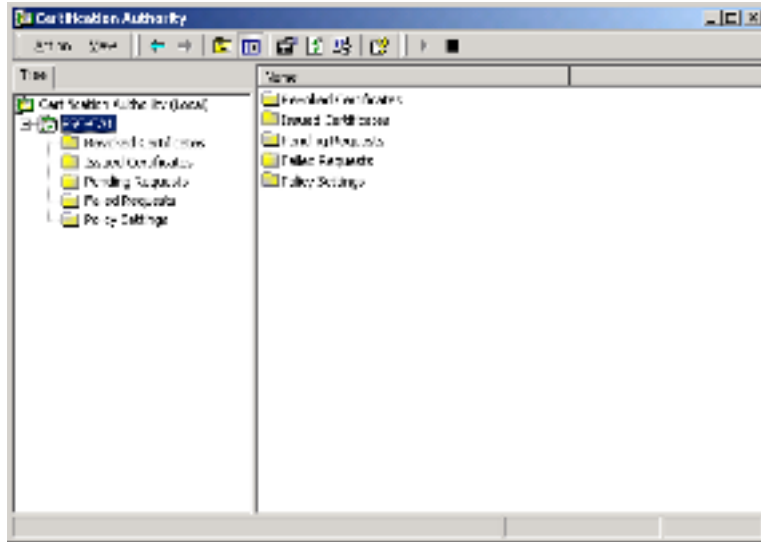 Certification Authority
Action View
Tree
Name
Certification Authority (Local)
Revoked Certificates
Issued Certificates
Pending Requests
Failed Requests
Policy Settings
Revoked Certificates
Issued Certificates
Pending Requests
Failed Requests
Policy Settings